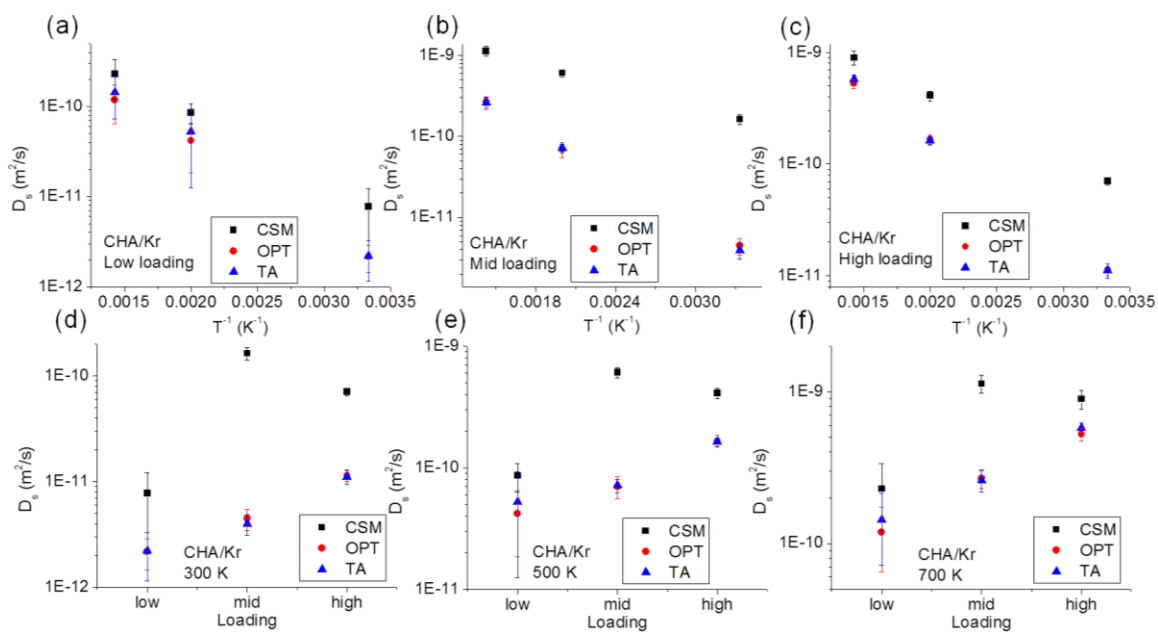 (a)
1E-10
1E-11
1E-12
D_s (m²/s)
CHA/Kr
Low loading
CSM
OPT
TA
0.0015 0.0020 0.0025 0.0030 0.0035
T⁻¹ (K⁻¹)
(b)
1E-9
1E-10
1E-11
D_s (m²/s)
CHA/Kr
Mid loading
CSM
OPT
TA
0.0018 0.0024 0.0030
T⁻¹ (K⁻¹)
(c)
1E-9
1E-10
1E-11
D_s (m²/s)
CHA/Kr
High loading
CSM
OPT
TA
0.0015 0.0020 0.0025 0.0030 0.0035
T⁻¹ (K⁻¹)
(d)
1E-10
1E-11
1E-12
D_s (m²/s)
CHA/Kr
300 K
CSM
OPT
TA
low mid high
Loading
(e)
1E-9
1E-10
1E-11
D_s (m²/s)
CHA/Kr
500 K
CSM
OPT
TA
low mid high
Loading
(f)
1E-9
1E-10
D_s (m²/s)
CHA/Kr
700 K
CSM
OPT
TA
low mid high
Loading